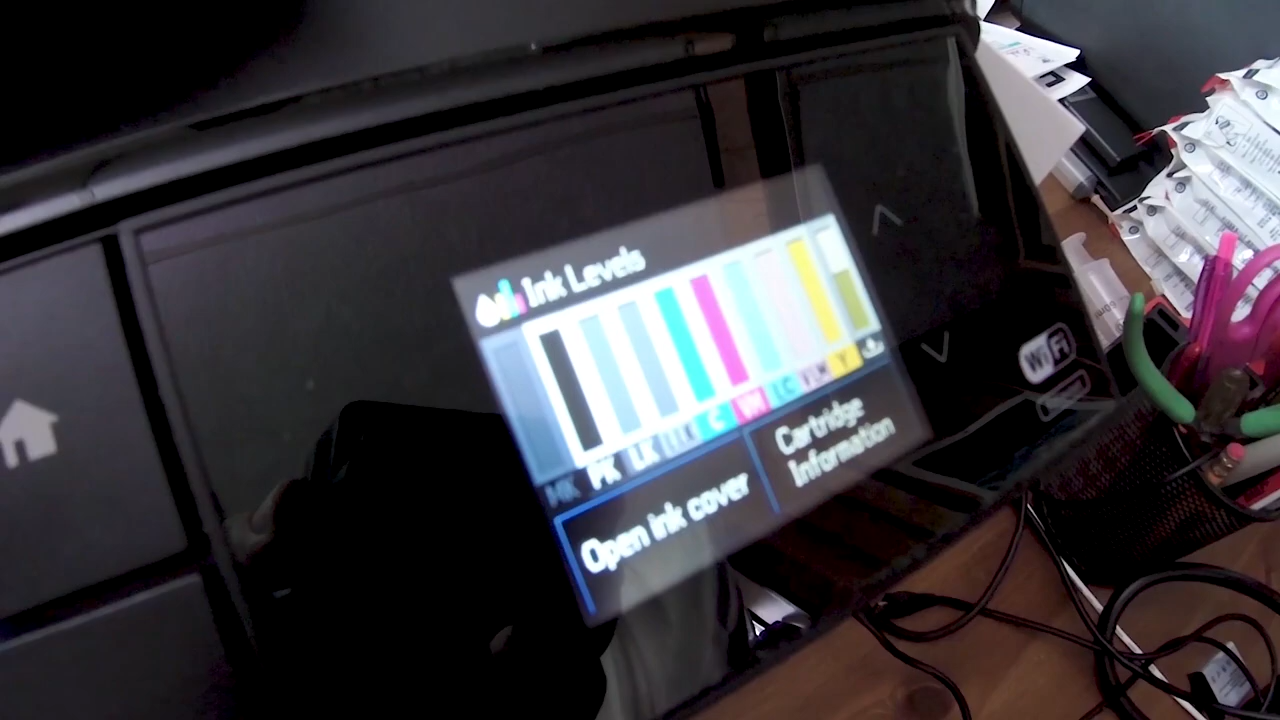 Ink Levels
MK PK LK LLK C VM LC VLM Y
Open ink cover
Cartridge
Information
WiFi